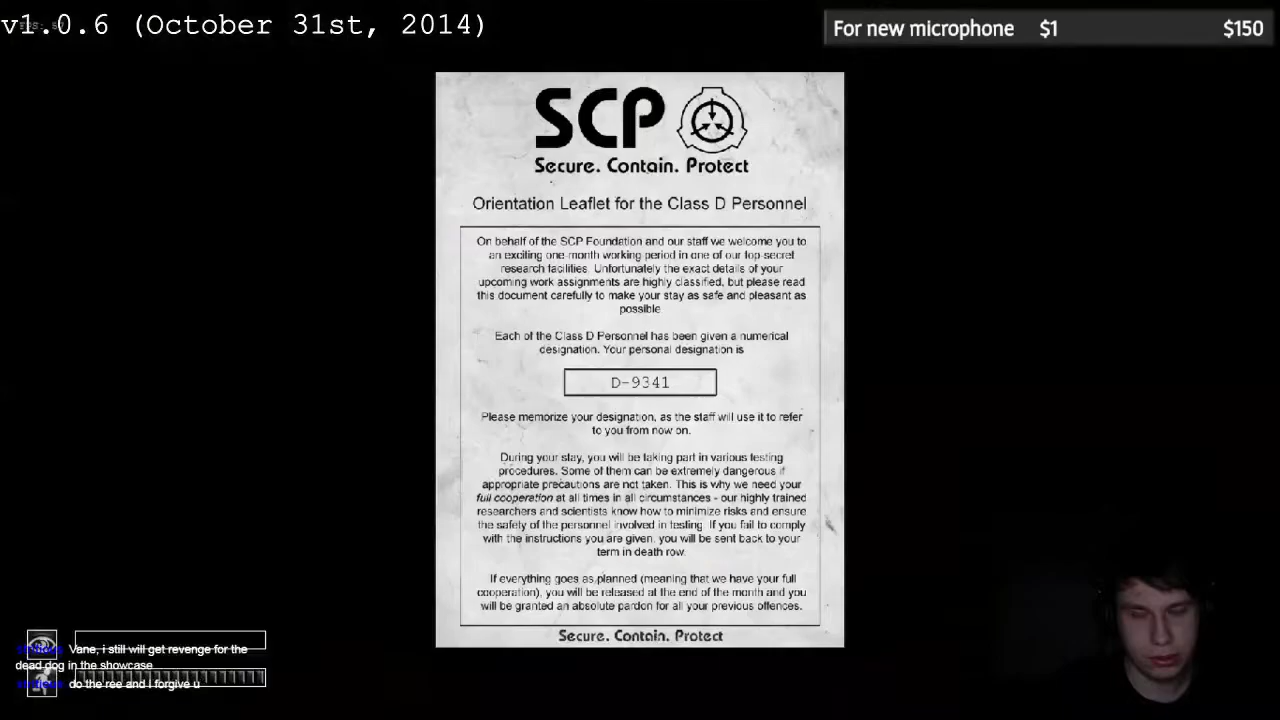 v1.0.6 (October 31st, 2014)
For new microphone $1 $150
SCP
Secure. Contain. Protect
Orientation Leaflet for the Class D Personnel
On behalf of the SCP Foundation and our staff we welcome you to
an exciting one-month working period in one of our top-secret
research facilities. Unfortunately the exact details of your
upcoming work assignments are highly classified, but please read
this document carefully to make your stay as safe and pleasant as
possible
Each of the Class D Personnel has been given a numerical
designation. Your personal designation is
D-9341
Please memorize your designation, as the staff will use it to refer
to you from now on.
During your stay, you will be taking part in various testing
procedures. Some of them can be extremely dangerous if
appropriate precautions are not taken. This is why we need your
full cooperation at all times in all circumstances - our highly trained
researchers and scientists know how to minimize risks and ensure
the safety of the personnel involved in testing. If you fail to comply
with the instructions you are given, you will be sent back to your
term in death row.
If everything goes as planned (meaning that we have your full
cooperation), you will be released at the end of the month and you
will be granted an absolute pardon for all your previous offences.
Secure. Contain. Protect
Vane, i still will get revenge for the
dead dog in the showcase
do the ree and i forgive u